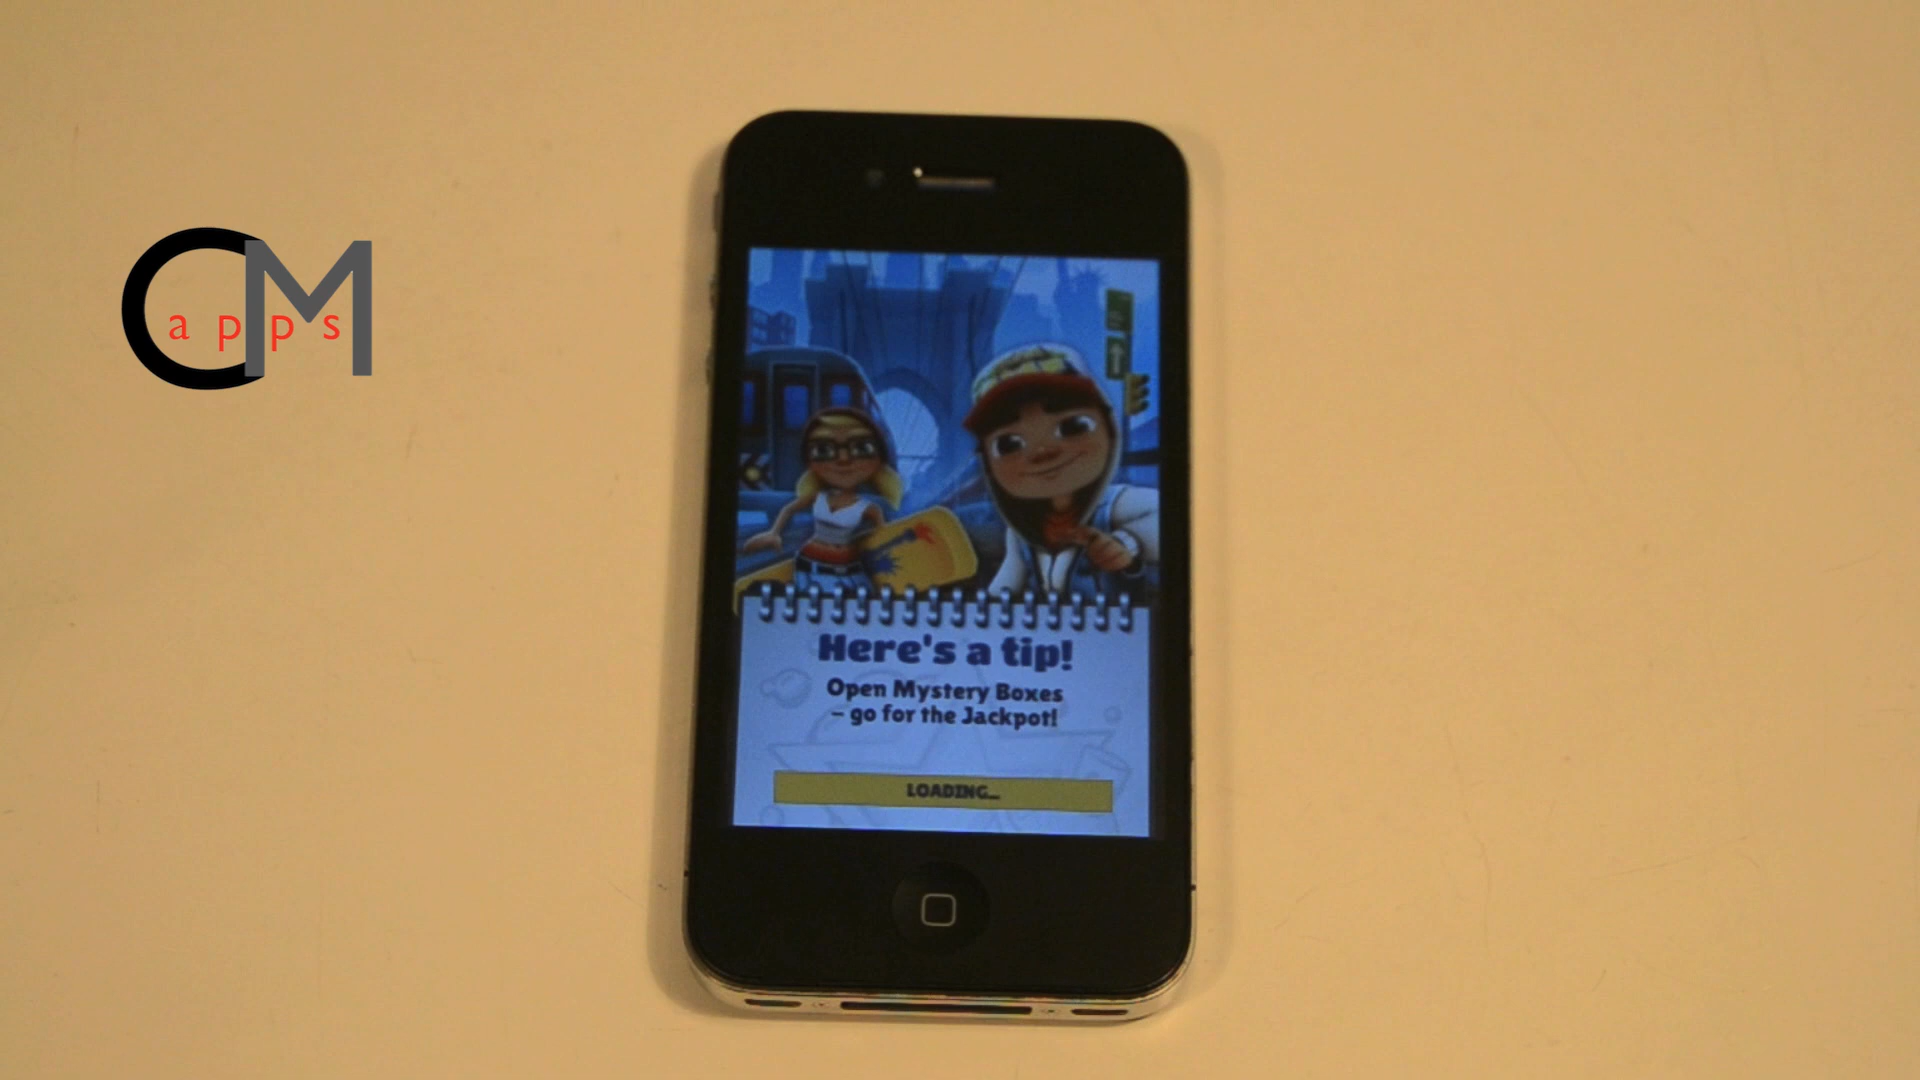 CM
apps
Here's a tip!
Open Mystery Boxes
– go for the Jackpot!
LOADING...